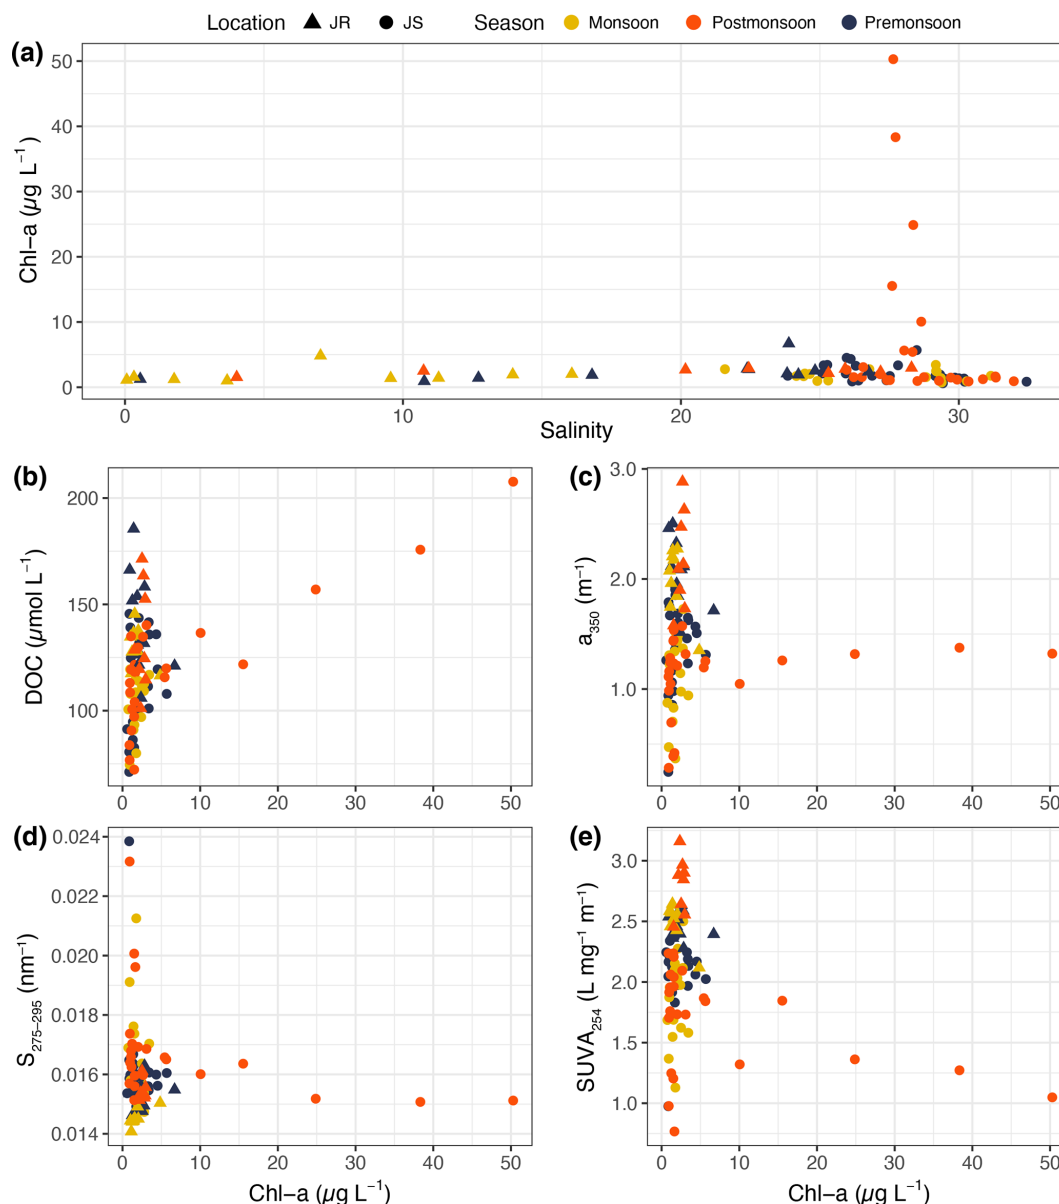 Location JR JS Season Monsoon Postmonsoon Premonsoon
(a)
50
40
30
20
10
0
Chl−a (µg L⁻¹)
0 10 20 30
Salinity
(b)
200
150
100
DOC (µmol L⁻¹)
0 10 20 30 40 50
(c)
3.0
2.0
1.0
a₃₅₀ (m⁻¹)
0 10 20 30 40 50
(d)
0.024
0.022
0.020
0.018
0.016
0.014
S₂₇₅₋₂₉₅ (nm⁻¹)
0 10 20 30 40 50
Chl−a (µg L⁻¹)
(e)
3.0
2.5
2.0
1.5
1.0
SUVA₂₅₄ (L mg⁻¹ m⁻¹)
0 10 20 30 40 50
Chl−a (µg L⁻¹)